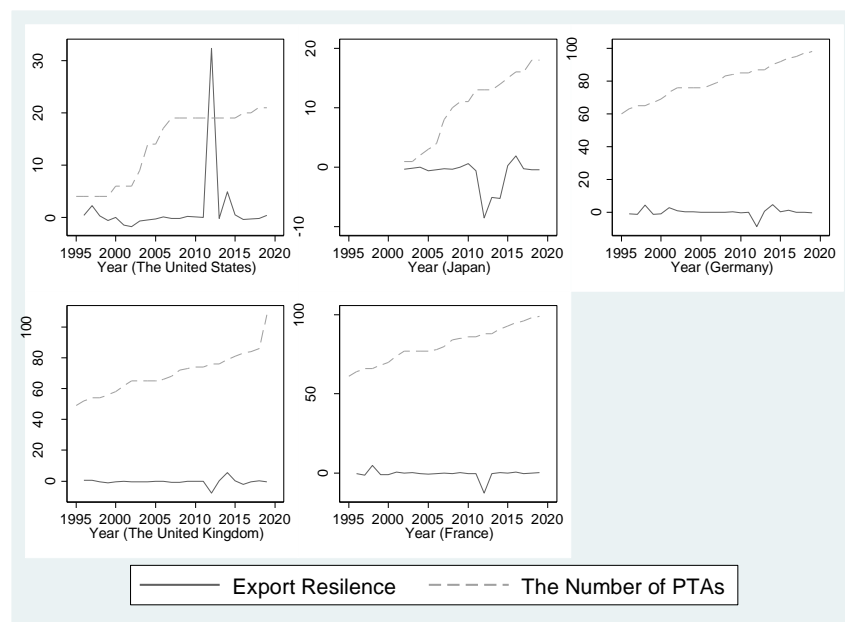 30
20
10
0
1995 2000 2005 2010 2015 2020
Year (The United States)
20
10
0
-10
1995 2000 2005 2010 2015 2020
Year (Japan)
100
80
60
40
20
0
1995 2000 2005 2010 2015 2020
Year (Germany)
100
80
60
40
20
0
1995 2000 2005 2010 2015 2020
Year (The United Kingdom)
100
50
0
1995 2000 2005 2010 2015 2020
Year (France)
Export Resilence The Number of PTAs